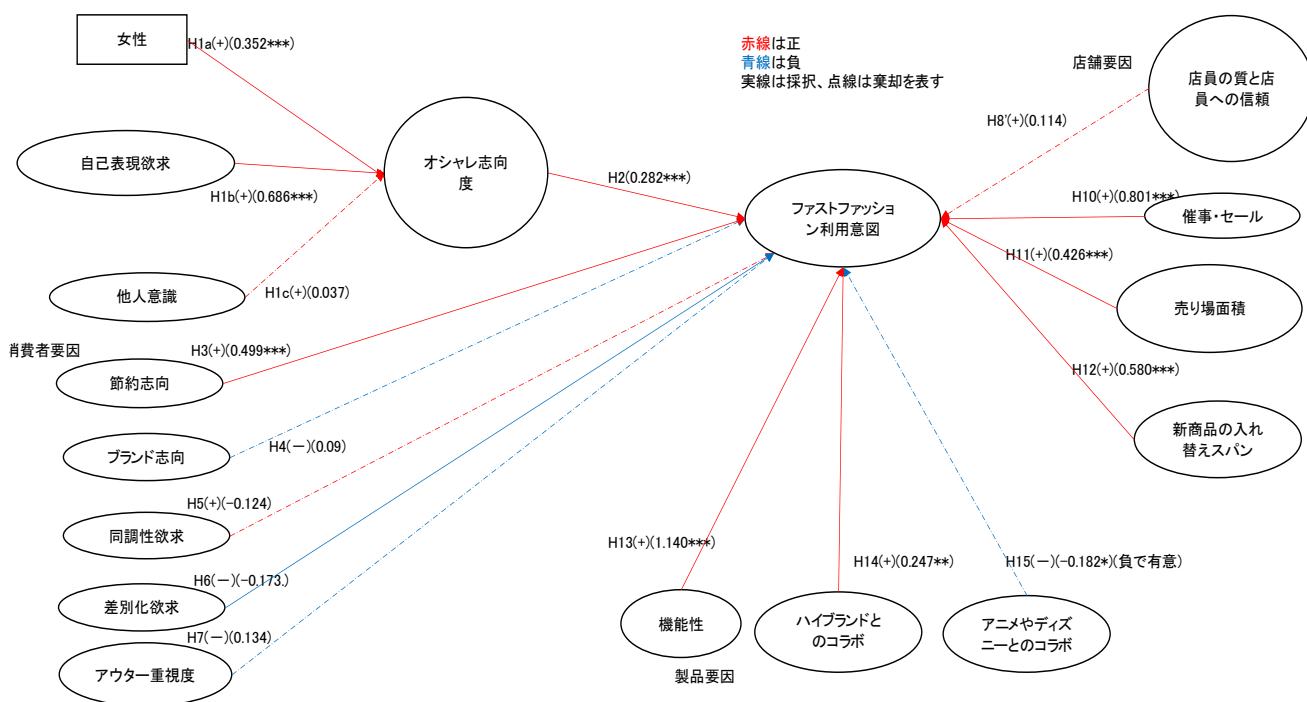 女性
H1a(+)(0.352***)
自己表現欲求
H1b(+)(0.686***)
オシャレ志向
度
他人意識
H1c(+)(0.037)
H2(0.282***)
赤線は正
青線は負
実線は採択、点線は棄却を表す
店舗要因
店員の質と店
員への信頼
H8'(+)(0.114)
ファストファッショ
ン利用意図
H10(+)(0.801***)
催事・セール
H11(+)(0.426***)
売り場面積
H12(+)(0.580***)
新商品の入れ
替えスパン
消費者要因
H3(+)(0.499***)
節約志向
ブランド志向
H4(ー)(0.09)
H5(+)(-0.124)
同調性欲求
H6(ー)(-0.173.)
差別化欲求
H7(ー)(0.134)
アウター重視度
H13(+)(1.140***)
機能性
H14(+)(0.247**)
ハイブランドと
のコラボ
H15(ー)(-0.182*)(負で有意)
アニメやディズ
ニーとのコラボ
製品要因